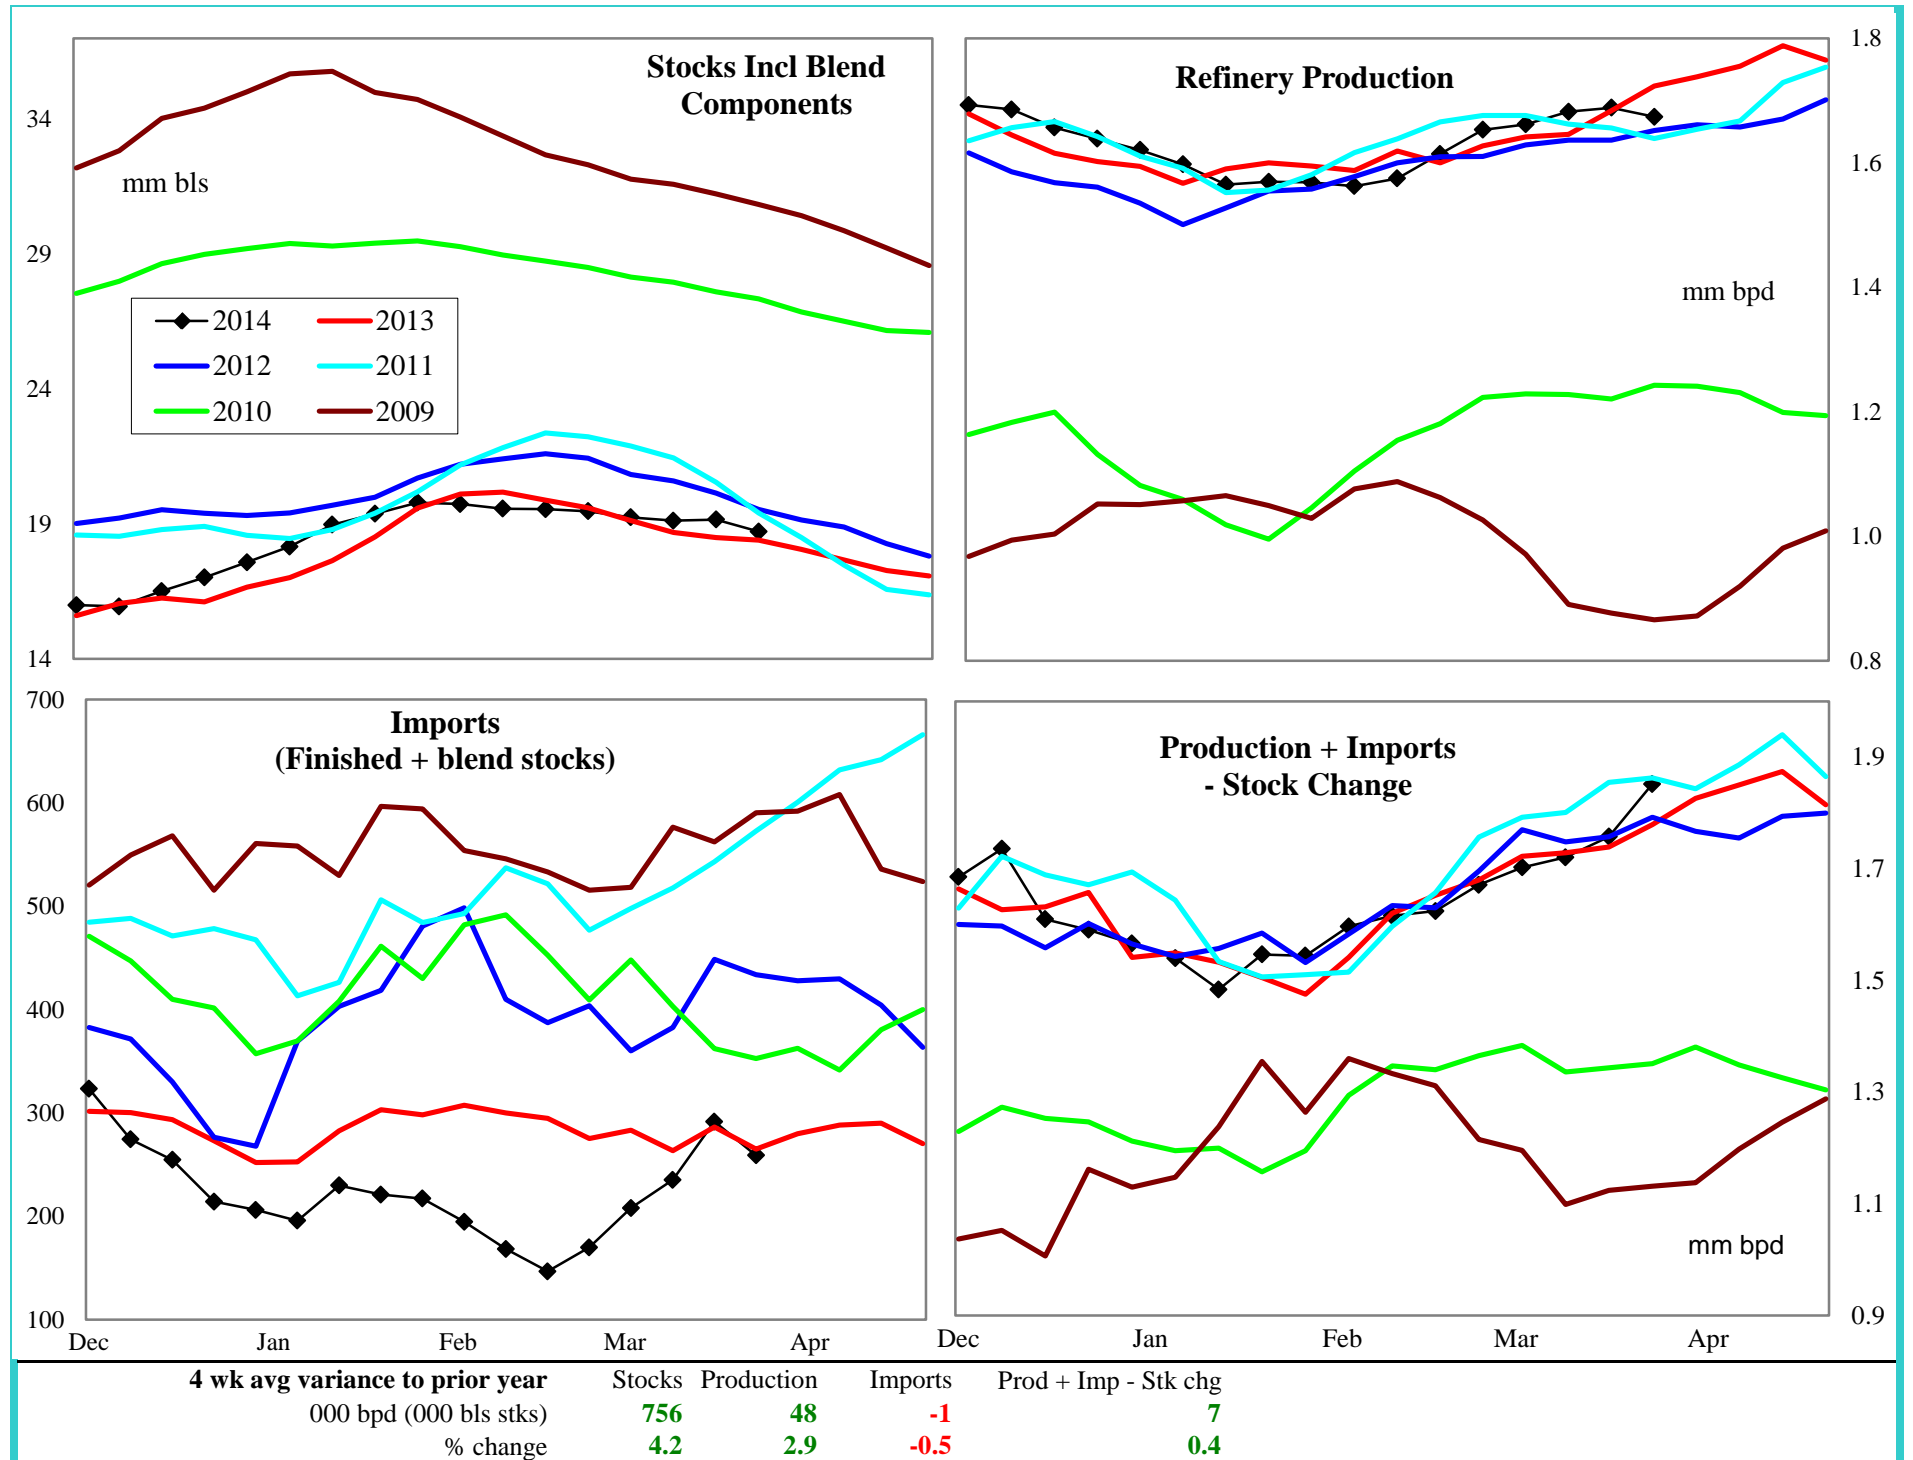 Stocks Incl Blend
Components
34
mm bls
29
24
19
14
2014 2013
2012 2011
2010 2009
Refinery Production
1.8
1.6
mm bpd
1.4
1.2
1.0
0.8
Imports
(Finished + blend stocks)
700
600
500
400
300
200
100
Dec Jan Feb Mar Apr
Production + Imports
- Stock Change
1.9
1.7
1.5
1.3
1.1
mm bpd
0.9
Dec Jan Feb Mar Apr
4 wk avg variance to prior year Stocks Production Imports Prod + Imp - Stk chg
000 bpd (000 bls stks) 756 48 -1 7
% change 4.2 2.9 -0.5 0.4